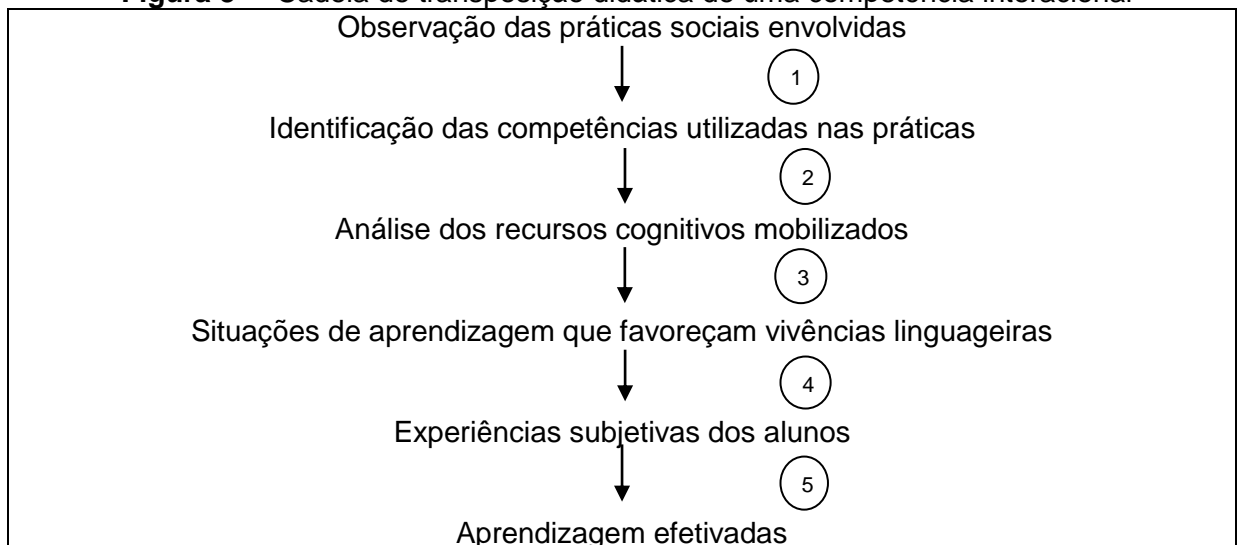 Observação das práticas sociais envolvidas
1
Identificação das competências utilizadas nas práticas
2
Análise dos recursos cognitivos mobilizados
3
Situações de aprendizagem que favoreçam vivências linguageiras
4
Experiências subjetivas dos alunos
5
Aprendizagem efetivadas